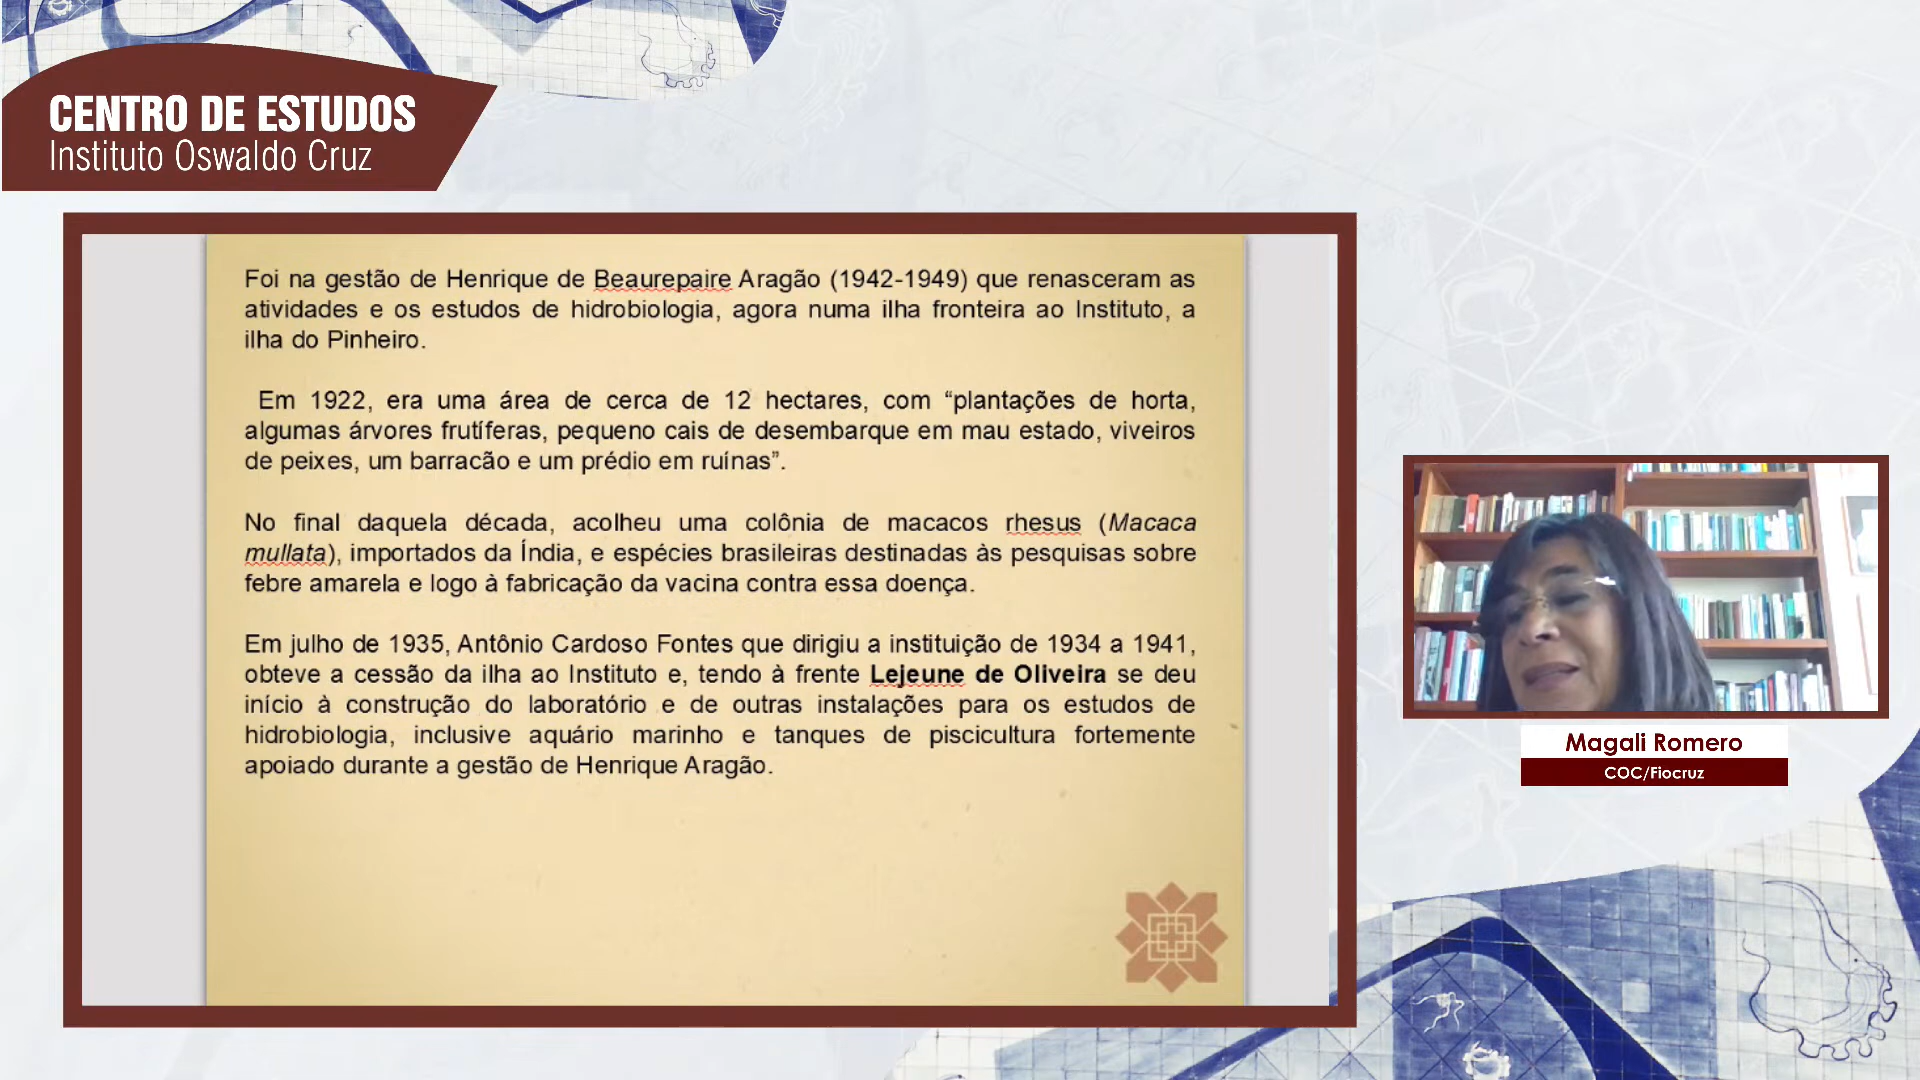 CENTRO DE ESTUDOS
Instituto Oswaldo Cruz
Foi na gestão de Henrique de Beaurepaire Aragão (1942-1949) que renasceram as
atividades e os estudos de hidrobiologia, agora numa ilha fronteira ao Instituto, a
ilha do Pinheiro.
Em 1922, era uma área de cerca de 12 hectares, com “plantações de horta,
algumas árvores frutíferas, pequeno cais de desembarque em mau estado, viveiros
de peixes, um barracão e um prédio em ruínas”.
No final daquela década, acolheu uma colônia de macacos rhesus (Macaca
mullata), importados da Índia, e espécies brasileiras destinadas às pesquisas sobre
febre amarela e logo à fabricação da vacina contra essa doença.
Em julho de 1935, Antônio Cardoso Fontes que dirigiu a instituição de 1934 a 1941,
obteve a cessão da ilha ao Instituto e, tendo à frente Lejeune de Oliveira se deu
início à construção do laboratório e de outras instalações para os estudos de
hidrobiologia, inclusive aquário marinho e tanques de piscicultura fortemente
apoiado durante a gestão de Henrique Aragão.
Magali Romero
COC/Fiocruz